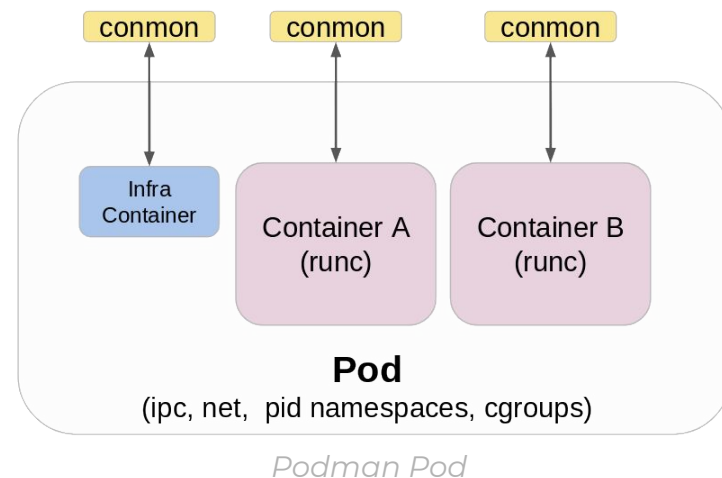 conmon
conmon
conmon
Infra
Container
Container A
(runc)
Container B
(runc)
Pod
(ipc, net, pid namespaces, cgroups)
Podman Pod